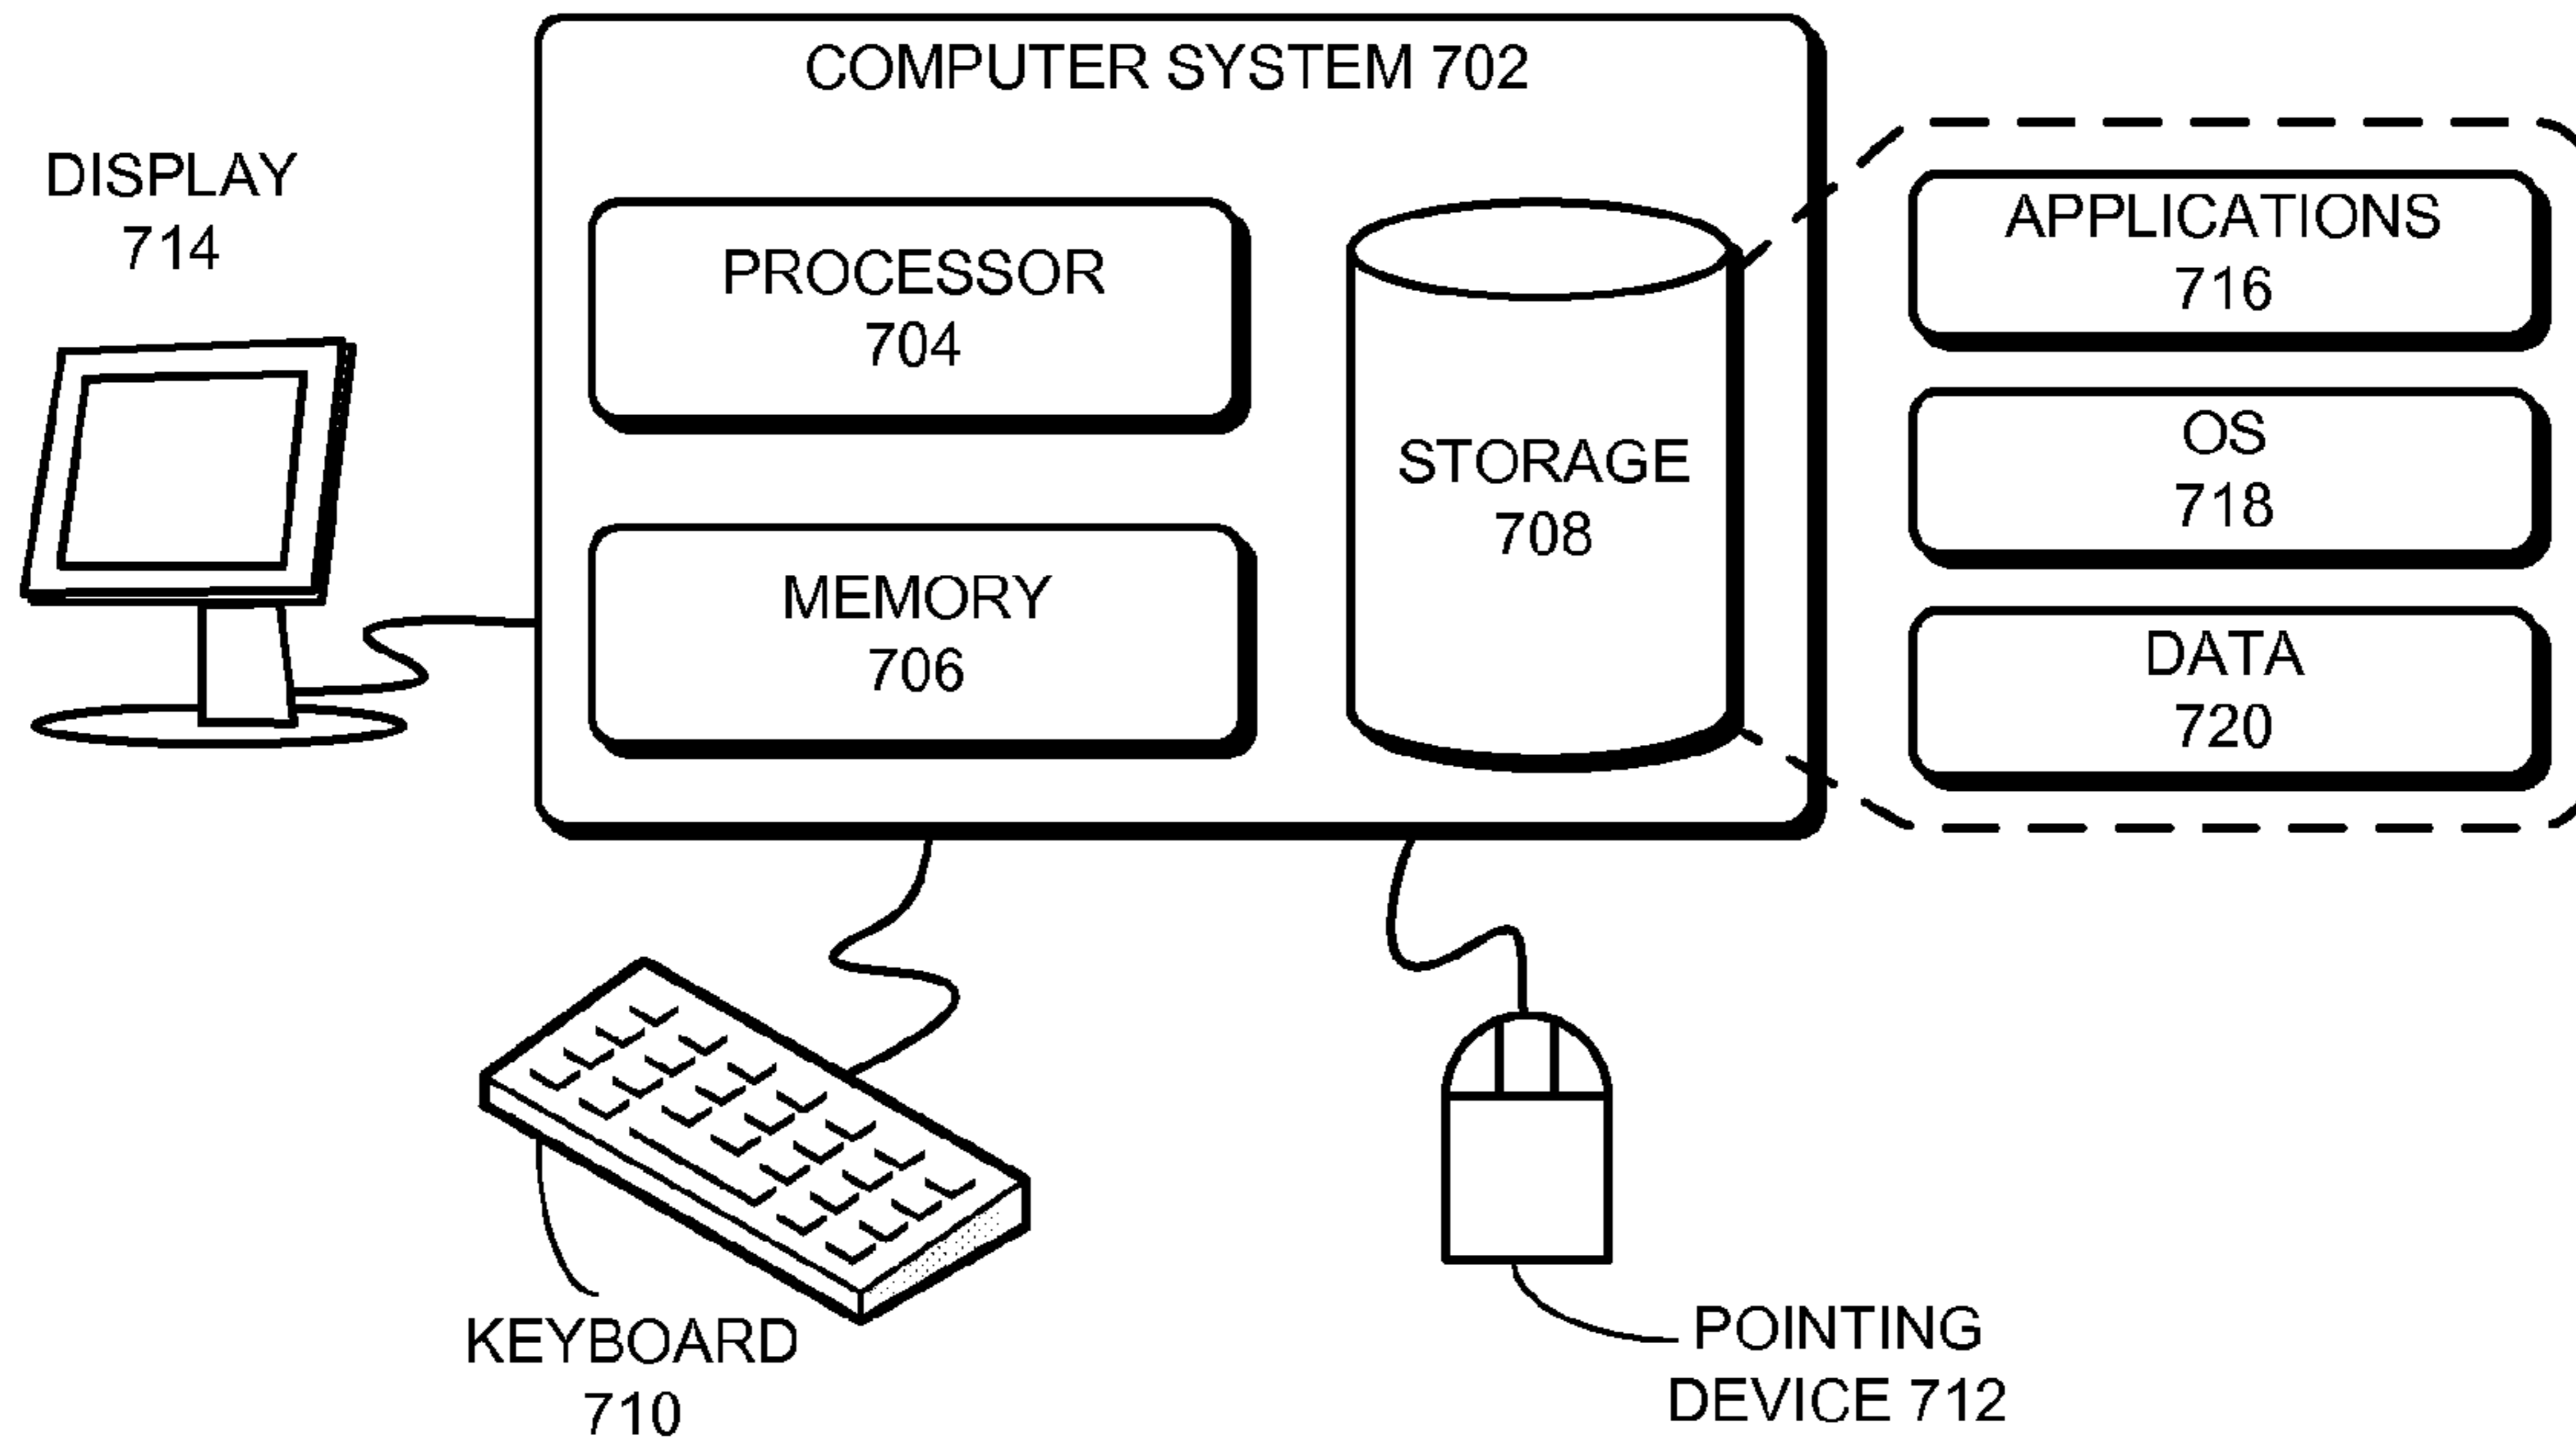 COMPUTER SYSTEM 702
DISPLAY
714
PROCESSOR
704
MEMORY
706
STORAGE
708
APPLICATIONS
716
OS
718
DATA
720
KEYBOARD
710
POINTING
DEVICE 712